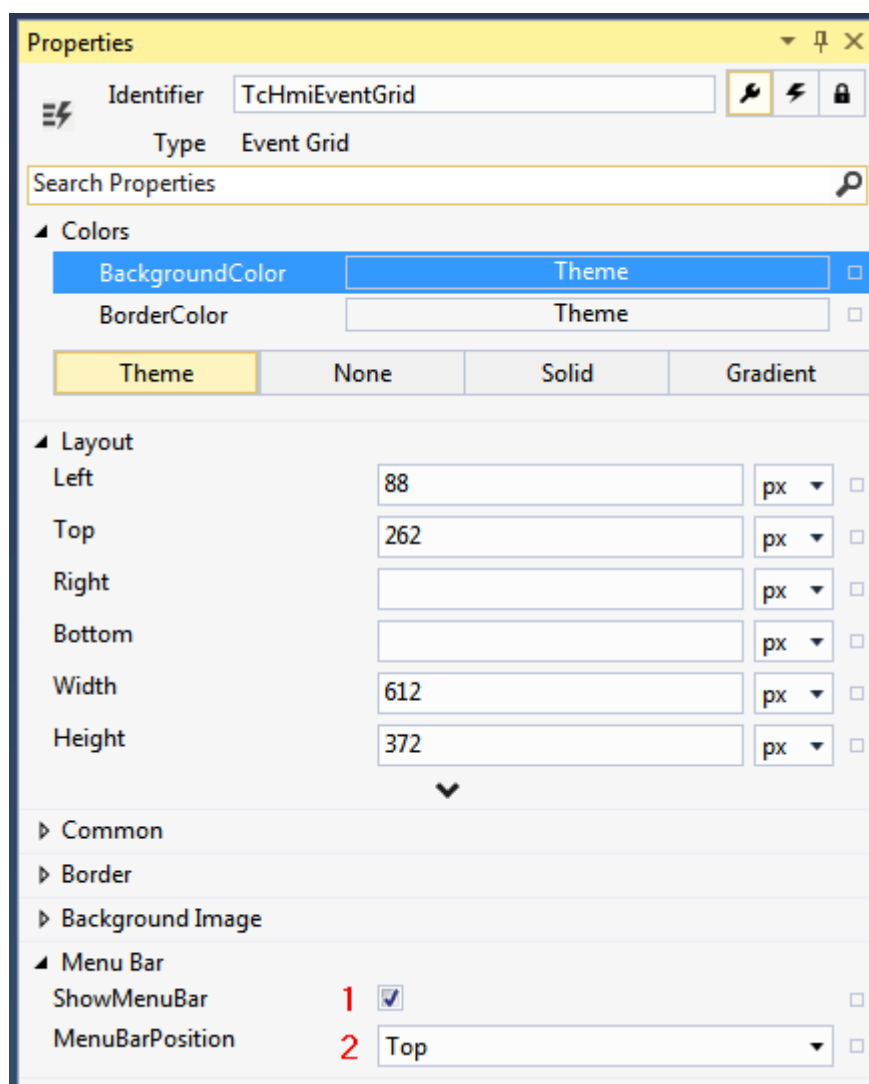 Properties
Identifier TcHmiEventGrid
Type Event Grid
Search Properties
Colors
BackgroundColor Theme
BorderColor Theme
Theme None Solid Gradient
Layout
Left 88 px
Top 262 px
Right px
Bottom px
Width 612 px
Height 372 px
Common
Border
Background Image
Menu Bar
ShowMenuBar 1
MenuBarPosition 2 Top